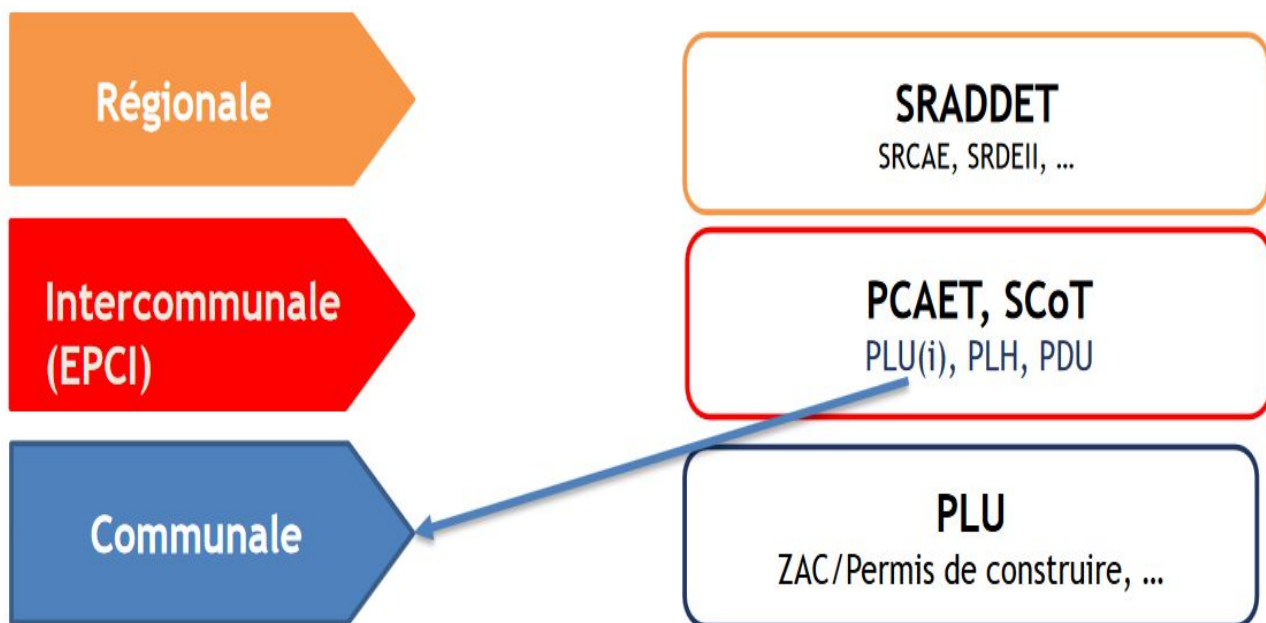 Régionale
SRADDET
SRCAE, SRDEII, ...
Intercommunale
(EPCI)
PCAET, SCoT
PLU(i), PLH, PDU
Communale
PLU
ZAC/Permis de construire, ...